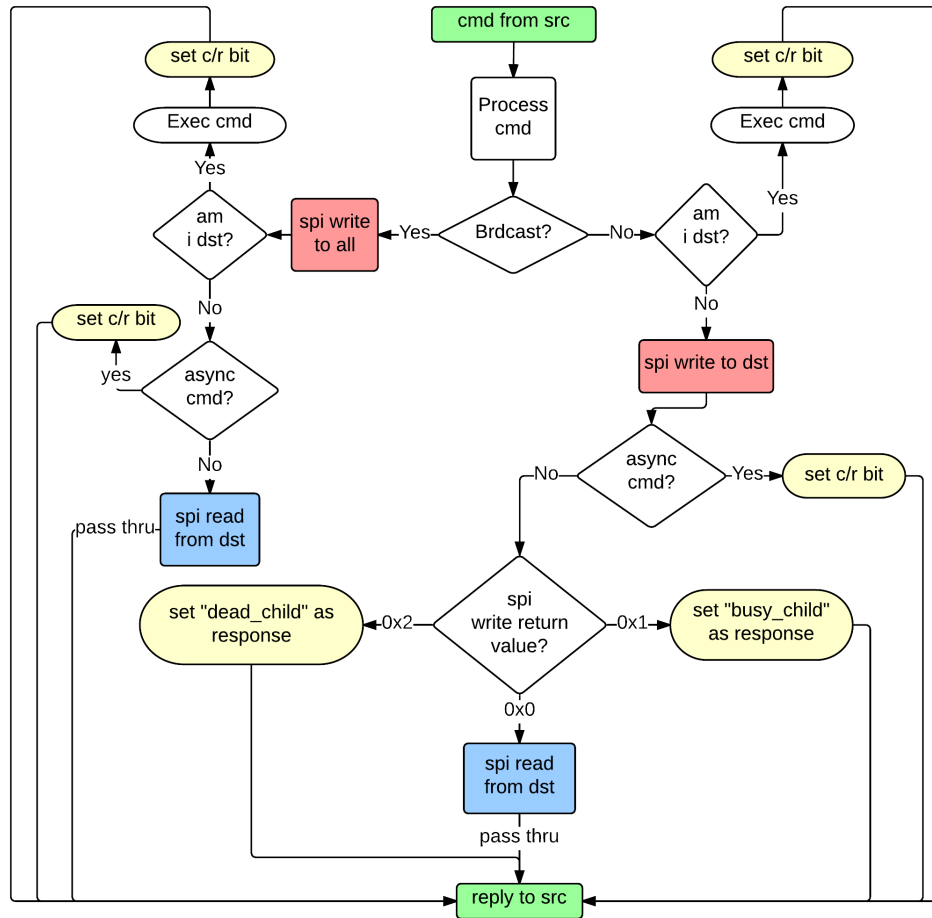 cmd from src
set c/r bit
set c/r bit
Process
cmd
Exec cmd
Exec cmd
Yes
Yes
am
i dst?
spi write
to all
Yes
Brdcast?
No
am
i dst?
No
No
set c/r bit
spi write to dst
yes
async
cmd?
No
async
cmd?
Yes
set c/r bit
No
pass thru
spi read
from dst
set "dead_child" as
response
0x2
spi
write return
value?
0x1
set "busy_child"
as response
0x0
spi read
from dst
pass thru
reply to src